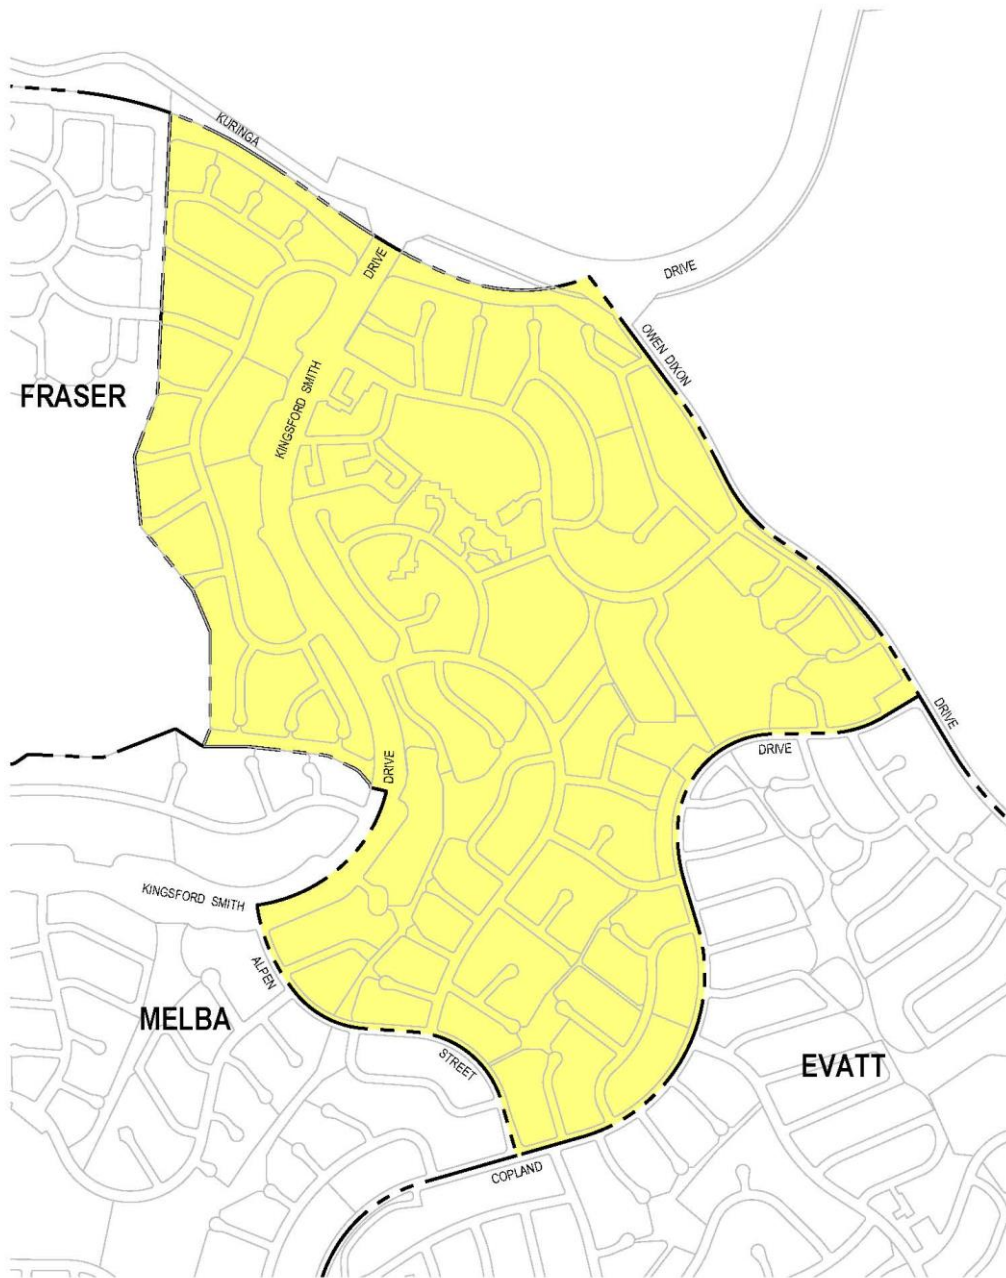 KURINGA
DRIVE
DRIVE
OWEN DIXON
KINGSFORD SMITH
FRASER
DRIVE
DRIVE
DRIVE
KINGSFORD SMITH
ALPEN
MELBA
STREET
EVATT
COPLAND